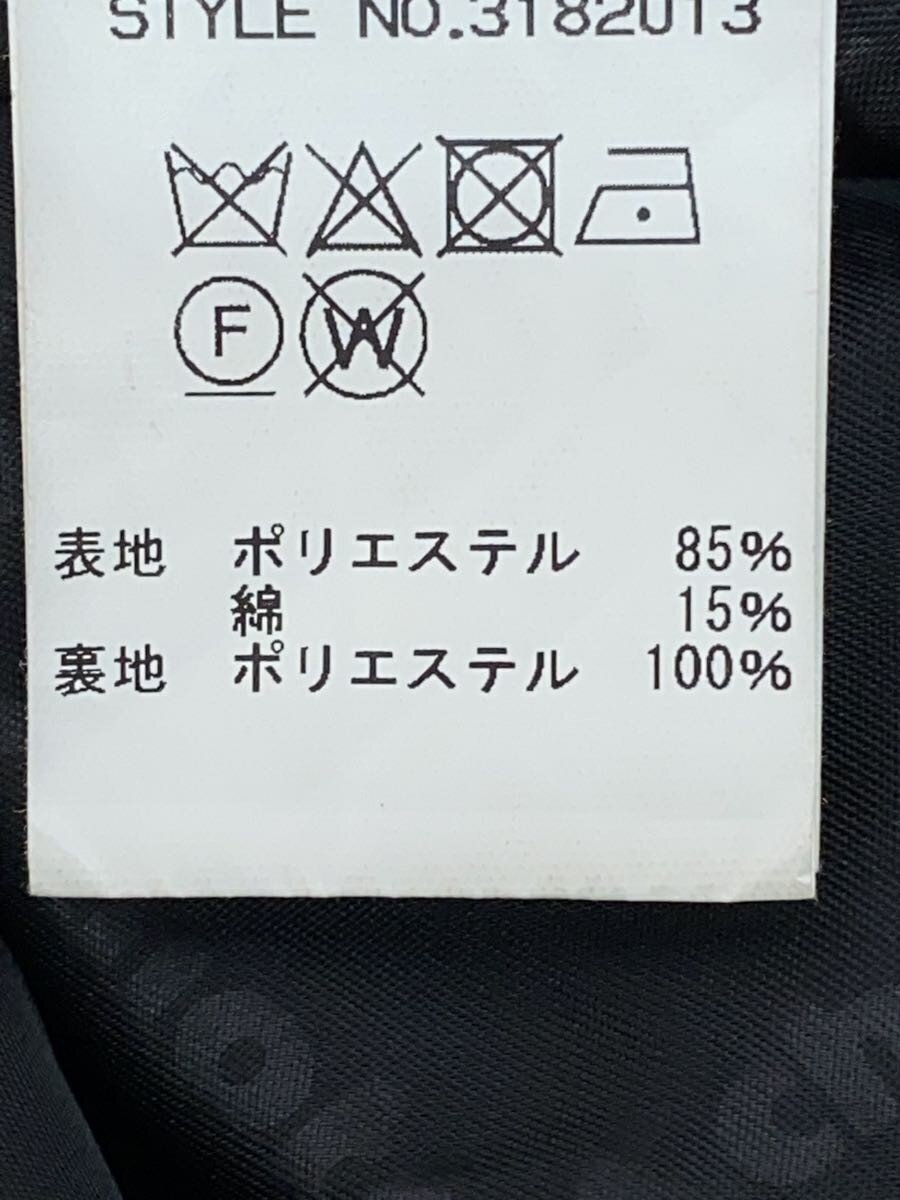 STYLE NO.3182013
F W
表地 ポリエステル 85%
綿 15%
裏地 ポリエステル 100%